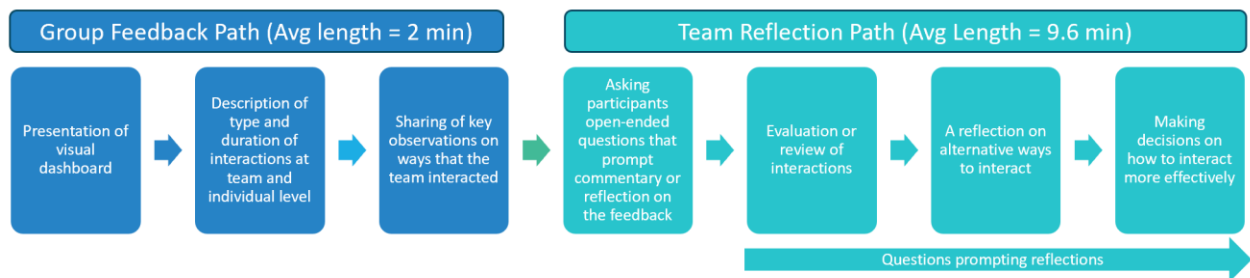 Group Feedback Path (Avg length = 2 min)
Team Reflection Path (Avg Length = 9.6 min)
Presentation of
visual
dashboard
Description of
type and
duration of
interactions at
team and
individual level
Sharing of key
observations on
ways that the
team interacted
Asking
participants
open-ended
questions that
prompt
commentary or
reflection on
the feedback
Evaluation or
review of
interactions
A reflection on
alternative ways
to interact
Making
decisions on
how to interact
more effectively
Questions prompting reflections